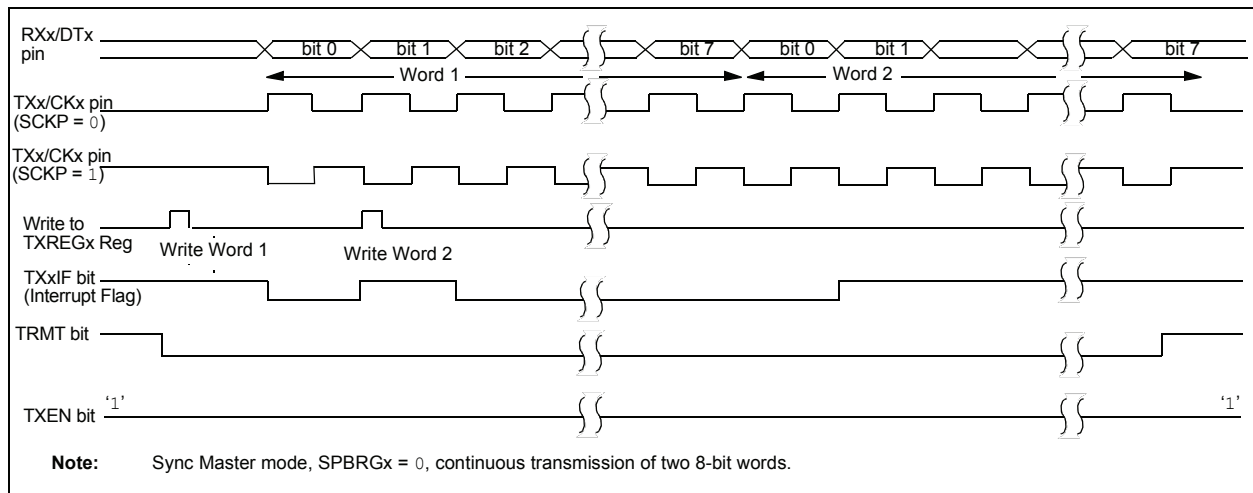 RXx/DTx
pin
bit 0 bit 1 bit 2 bit 7 bit 0 bit 1 bit 7
Word 1 Word 2
TXx/CKx pin
(SCKP = 0)
TXx/CKx pin
(SCKP = 1)
Write to
TXREGx Reg
Write Word 1 Write Word 2
TXxIF bit
(Interrupt Flag)
TRMT bit
TXEN bit '1' '1'
Note: Sync Master mode, SPBRGx = 0, continuous transmission of two 8-bit words.